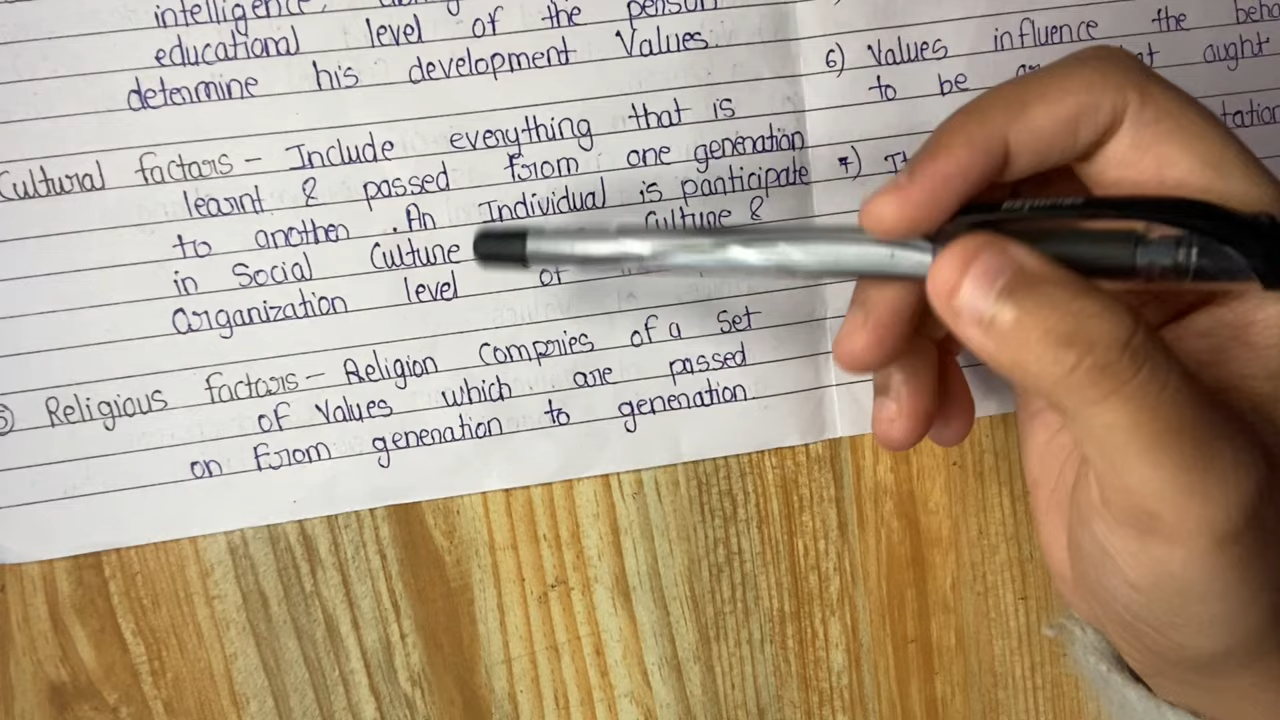 intelligence,
educational level of the person
determine his development Values.
Cultural factors - Include everything that is
learnt & passed from one generation
to another. An Individual is participate
in Social Culture Culture &
organization level of
Religious factors - Religion compries of a Set
of Values which are passed
on from generation to generation.
6) Values influence the
to be aught
7)